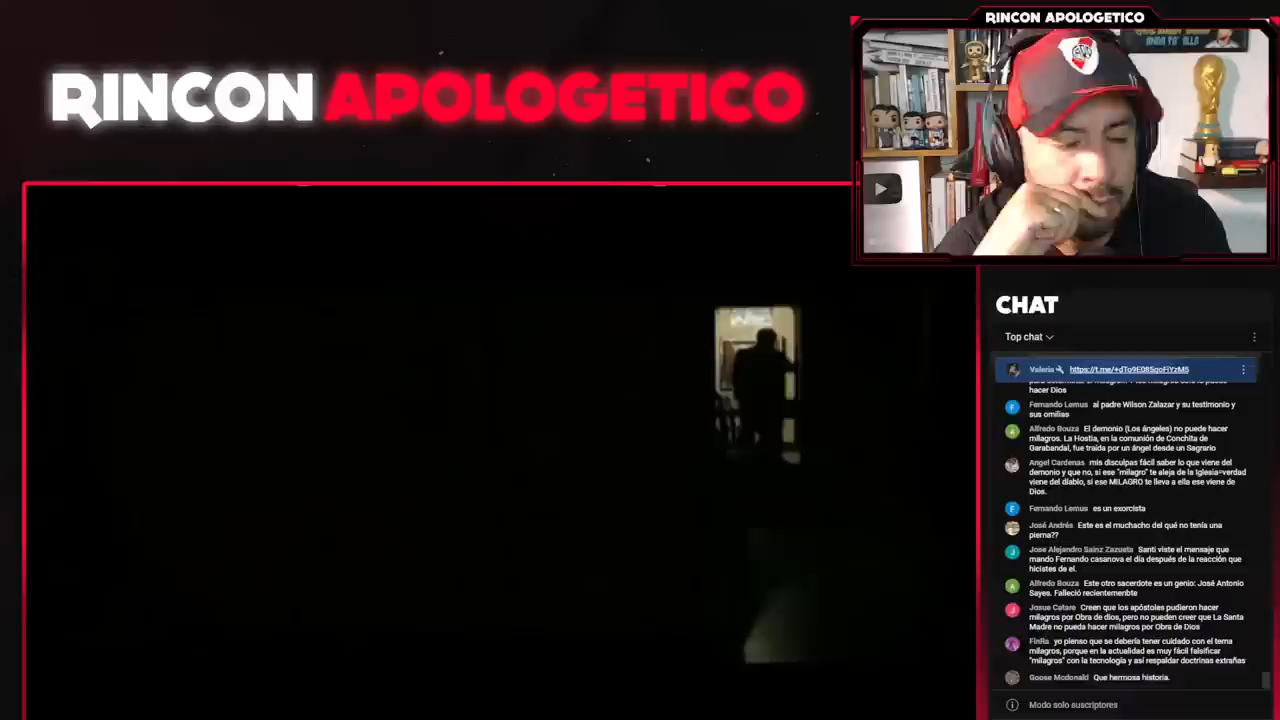 RINCON APOLOGETICO
RINCON APOLOGETICO
CHAT
Top chat
Valeria https://t.me/+dTo9E085qoFiYzM5
hacer Dios
Fernando Lemus al padre Wilson Zalazar y su testimonio y
sus omilias
Alfredo Bouza El demonio (Los ángeles) no puede hacer
milagros. La Hostia, en la comunión de Conchita de
Garabandal, fue traída por un ángel desde un Sagrario
Angel Cardenas mis disculpas fácil saber lo que viene del
demonio y que no, si ese "milagro" te aleja de la Iglesia=verdad
viene del diablo, si ese MILAGRO te lleva a ella ese viene de
Dios.
Fernando Lemus es un exorcista
José Andrés Este es el muchacho del qué no tenía una
pierna??
Jose Alejandro Sainz Zazueta Santi viste el mensaje que
mando Fernando casanova el día después de la reacción que
hicistes de el.
Alfredo Bouza Este otro sacerdote es un genio: José Antonio
Sayes. Falleció recientemenbte
Josue Catare Creen que los apóstoles pudieron hacer
milagros por Obra de dios, pero no pueden creer que La Santa
Madre no pueda hacer milagros por Obra de Dios
FinRa yo pienso que se debería tener cuidado con el tema
milagros, porque en la actualidad es muy fácil falsificar
"milagros" con la tecnología y así respaldar doctrinas extrañas
Goose Mcdonald Que hermosa historia.
Modo solo suscriptores